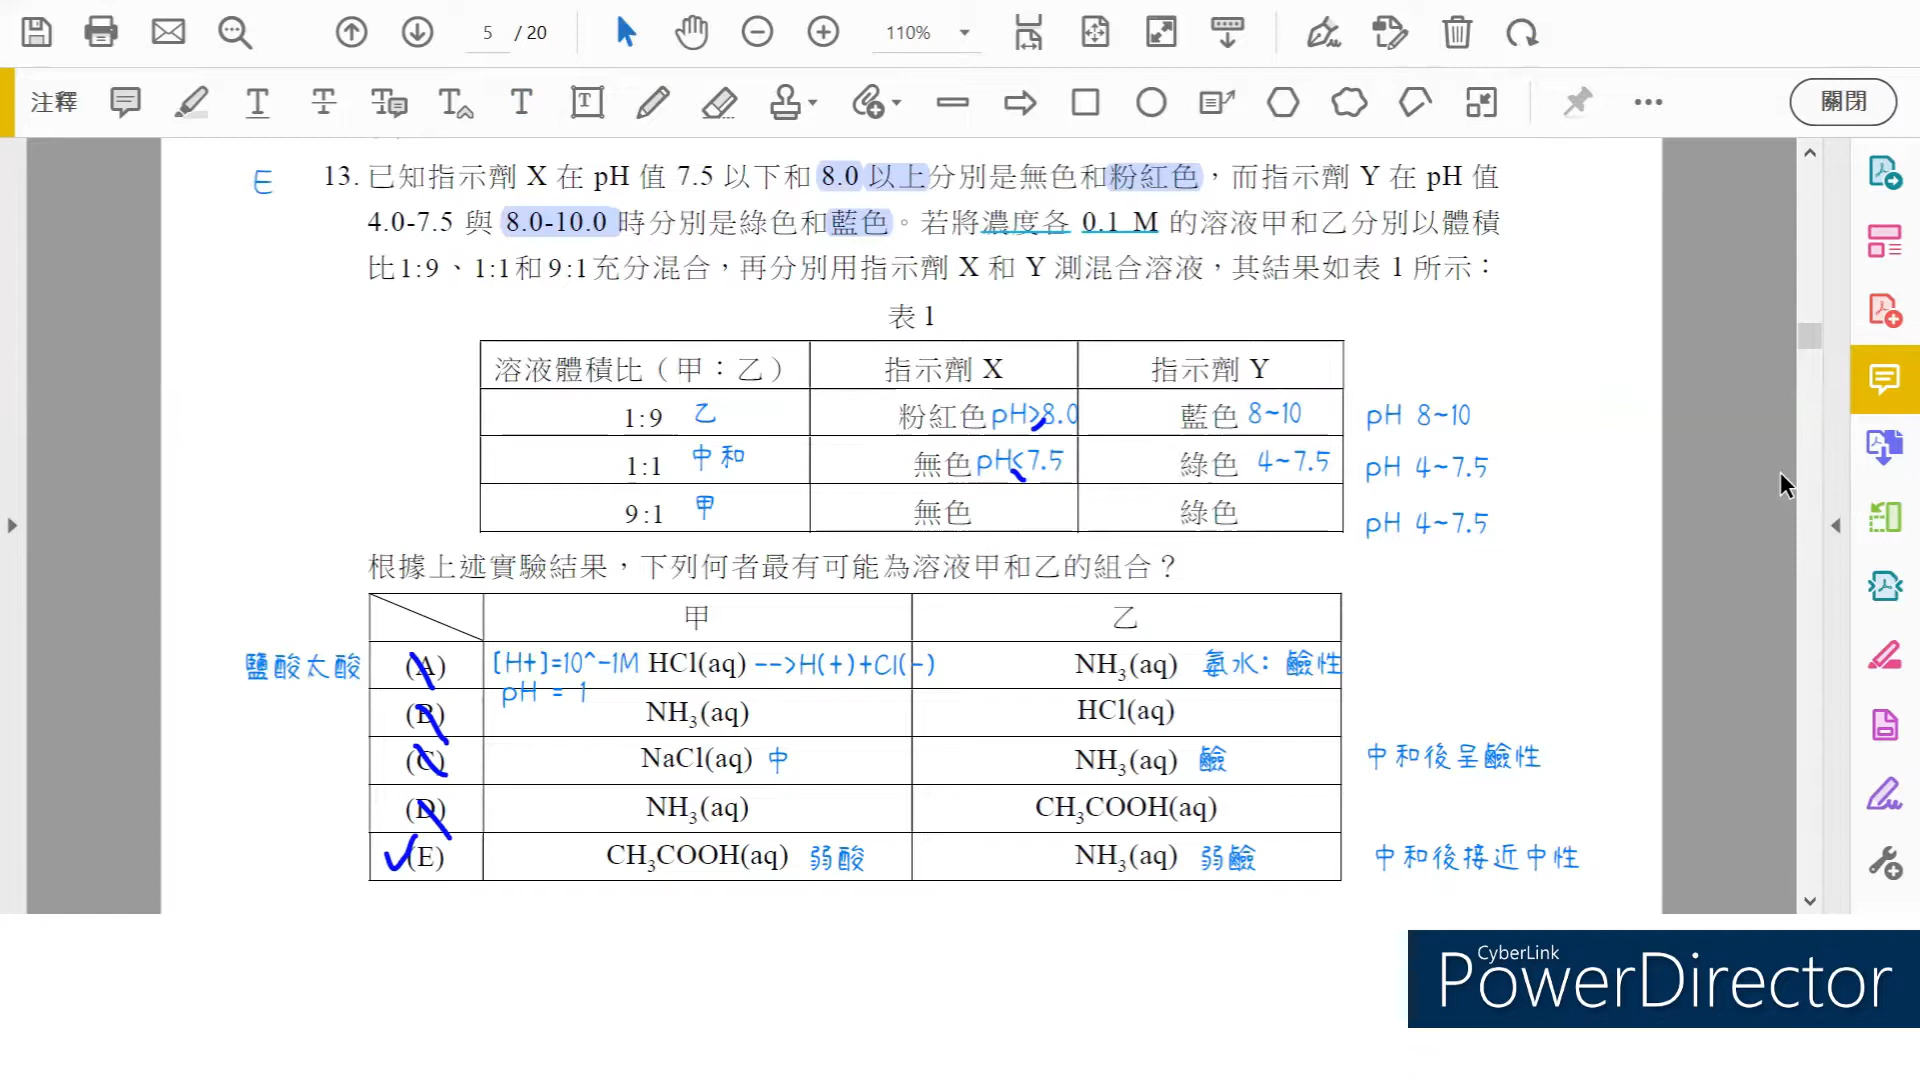 5 / 20
110%
注釋
關閉
E
13. 已知指示劑 X 在 pH 值 7.5 以下和 8.0 以上分別是無色和粉紅色，而指示劑 Y 在 pH 值
4.0-7.5 與 8.0-10.0 時分別是綠色和藍色。若將濃度各 0.1 M 的溶液甲和乙分別以體積
比1:9、1:1和9:1充分混合，再分別用指示劑 X 和 Y 測混合溶液，其結果如表 1 所示：
表 1
溶液體積比（甲：乙） 指示劑 X 指示劑 Y
1:9 乙 粉紅色 pH>8.0 藍色 8~10 pH 8~10
1:1 中和 無色 pH<7.5 綠色 4~7.5 pH 4~7.5
9:1 甲 無色 綠色 pH 4~7.5
根據上述實驗結果，下列何者最有可能為溶液甲和乙的組合？
甲 乙
鹽酸太酸 (A) [H+]=10^-1M HCl(aq) -->H(+)+Cl(-) NH₃(aq) 氨水：鹼性
pH = 1
(B) NH₃(aq) HCl(aq)
(C) NaCl(aq) 中 NH₃(aq) 鹼 中和後呈鹼性
(D) NH₃(aq) CH₃COOH(aq)
(E) CH₃COOH(aq) 弱酸 NH₃(aq) 弱鹼 中和後接近中性
CyberLink
PowerDirector